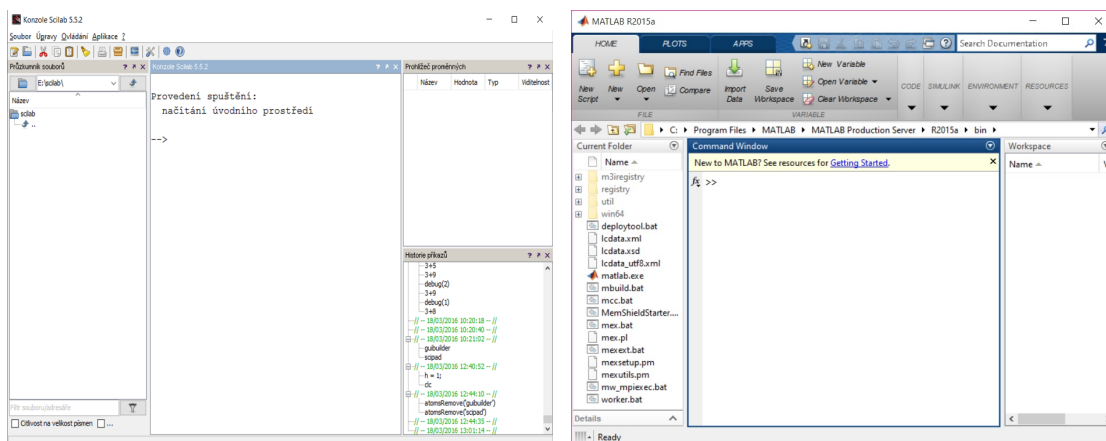 Konzole Scilab 5.5.2
Soubor Úpravy Ovládání Aplikace ?
Průzkumník souborů ? X
E:\scilab\
Název
scilab
..
Filtr souboru/adresáře
Citlivost na velikost písmen ...
Konzole Scilab 5.5.2 ? X
Provedení spuštění:
načítání úvodního prostředí
-->
Prohlížeč proměnných ? X
Název Hodnota Typ Viditelnost
Historie příkazů ? X
3+5
3+9
debug(2)
3+9
debug(1)
3+8
// -- 18/03/2016 10:20:18 -- //
// -- 18/03/2016 10:20:40 -- //
// -- 18/03/2016 10:21:02 -- //
guibuilder
scipad
// -- 18/03/2016 12:40:52 -- //
h = 1;
clc
// -- 18/03/2016 12:44:10 -- //
atomsRemove('guibuilder')
atomsRemove('scipad')
// -- 18/03/2016 12:44:35 -- //
// -- 18/03/2016 13:01:14 -- //
MATLAB R2015a
HOME PLOTS APPS Search Documentation
New Script
New
Open
Find Files
Compare
Import Data
Save Workspace
New Variable
Open Variable
Clear Workspace
CODE SIMULINK ENVIRONMENT RESOURCES
FILE VARIABLE
C: Program Files MATLAB MATLAB Production Server R2015a bin
Current Folder
Name
m3iregistry
registry
util
win64
deploytool.bat
lcdata.xml
lcdata.xsd
lcdata_utf8.xml
matlab.exe
mbuild.bat
mcc.bat
MemShieldStarter....
mex.bat
mex.pl
mexext.bat
mexsetup.pm
mexutils.pm
mw_mpiexec.bat
worker.bat
Details
Command Window
New to MATLAB? See resources for Getting Started.
fx >>
Workspace
Name
Ready